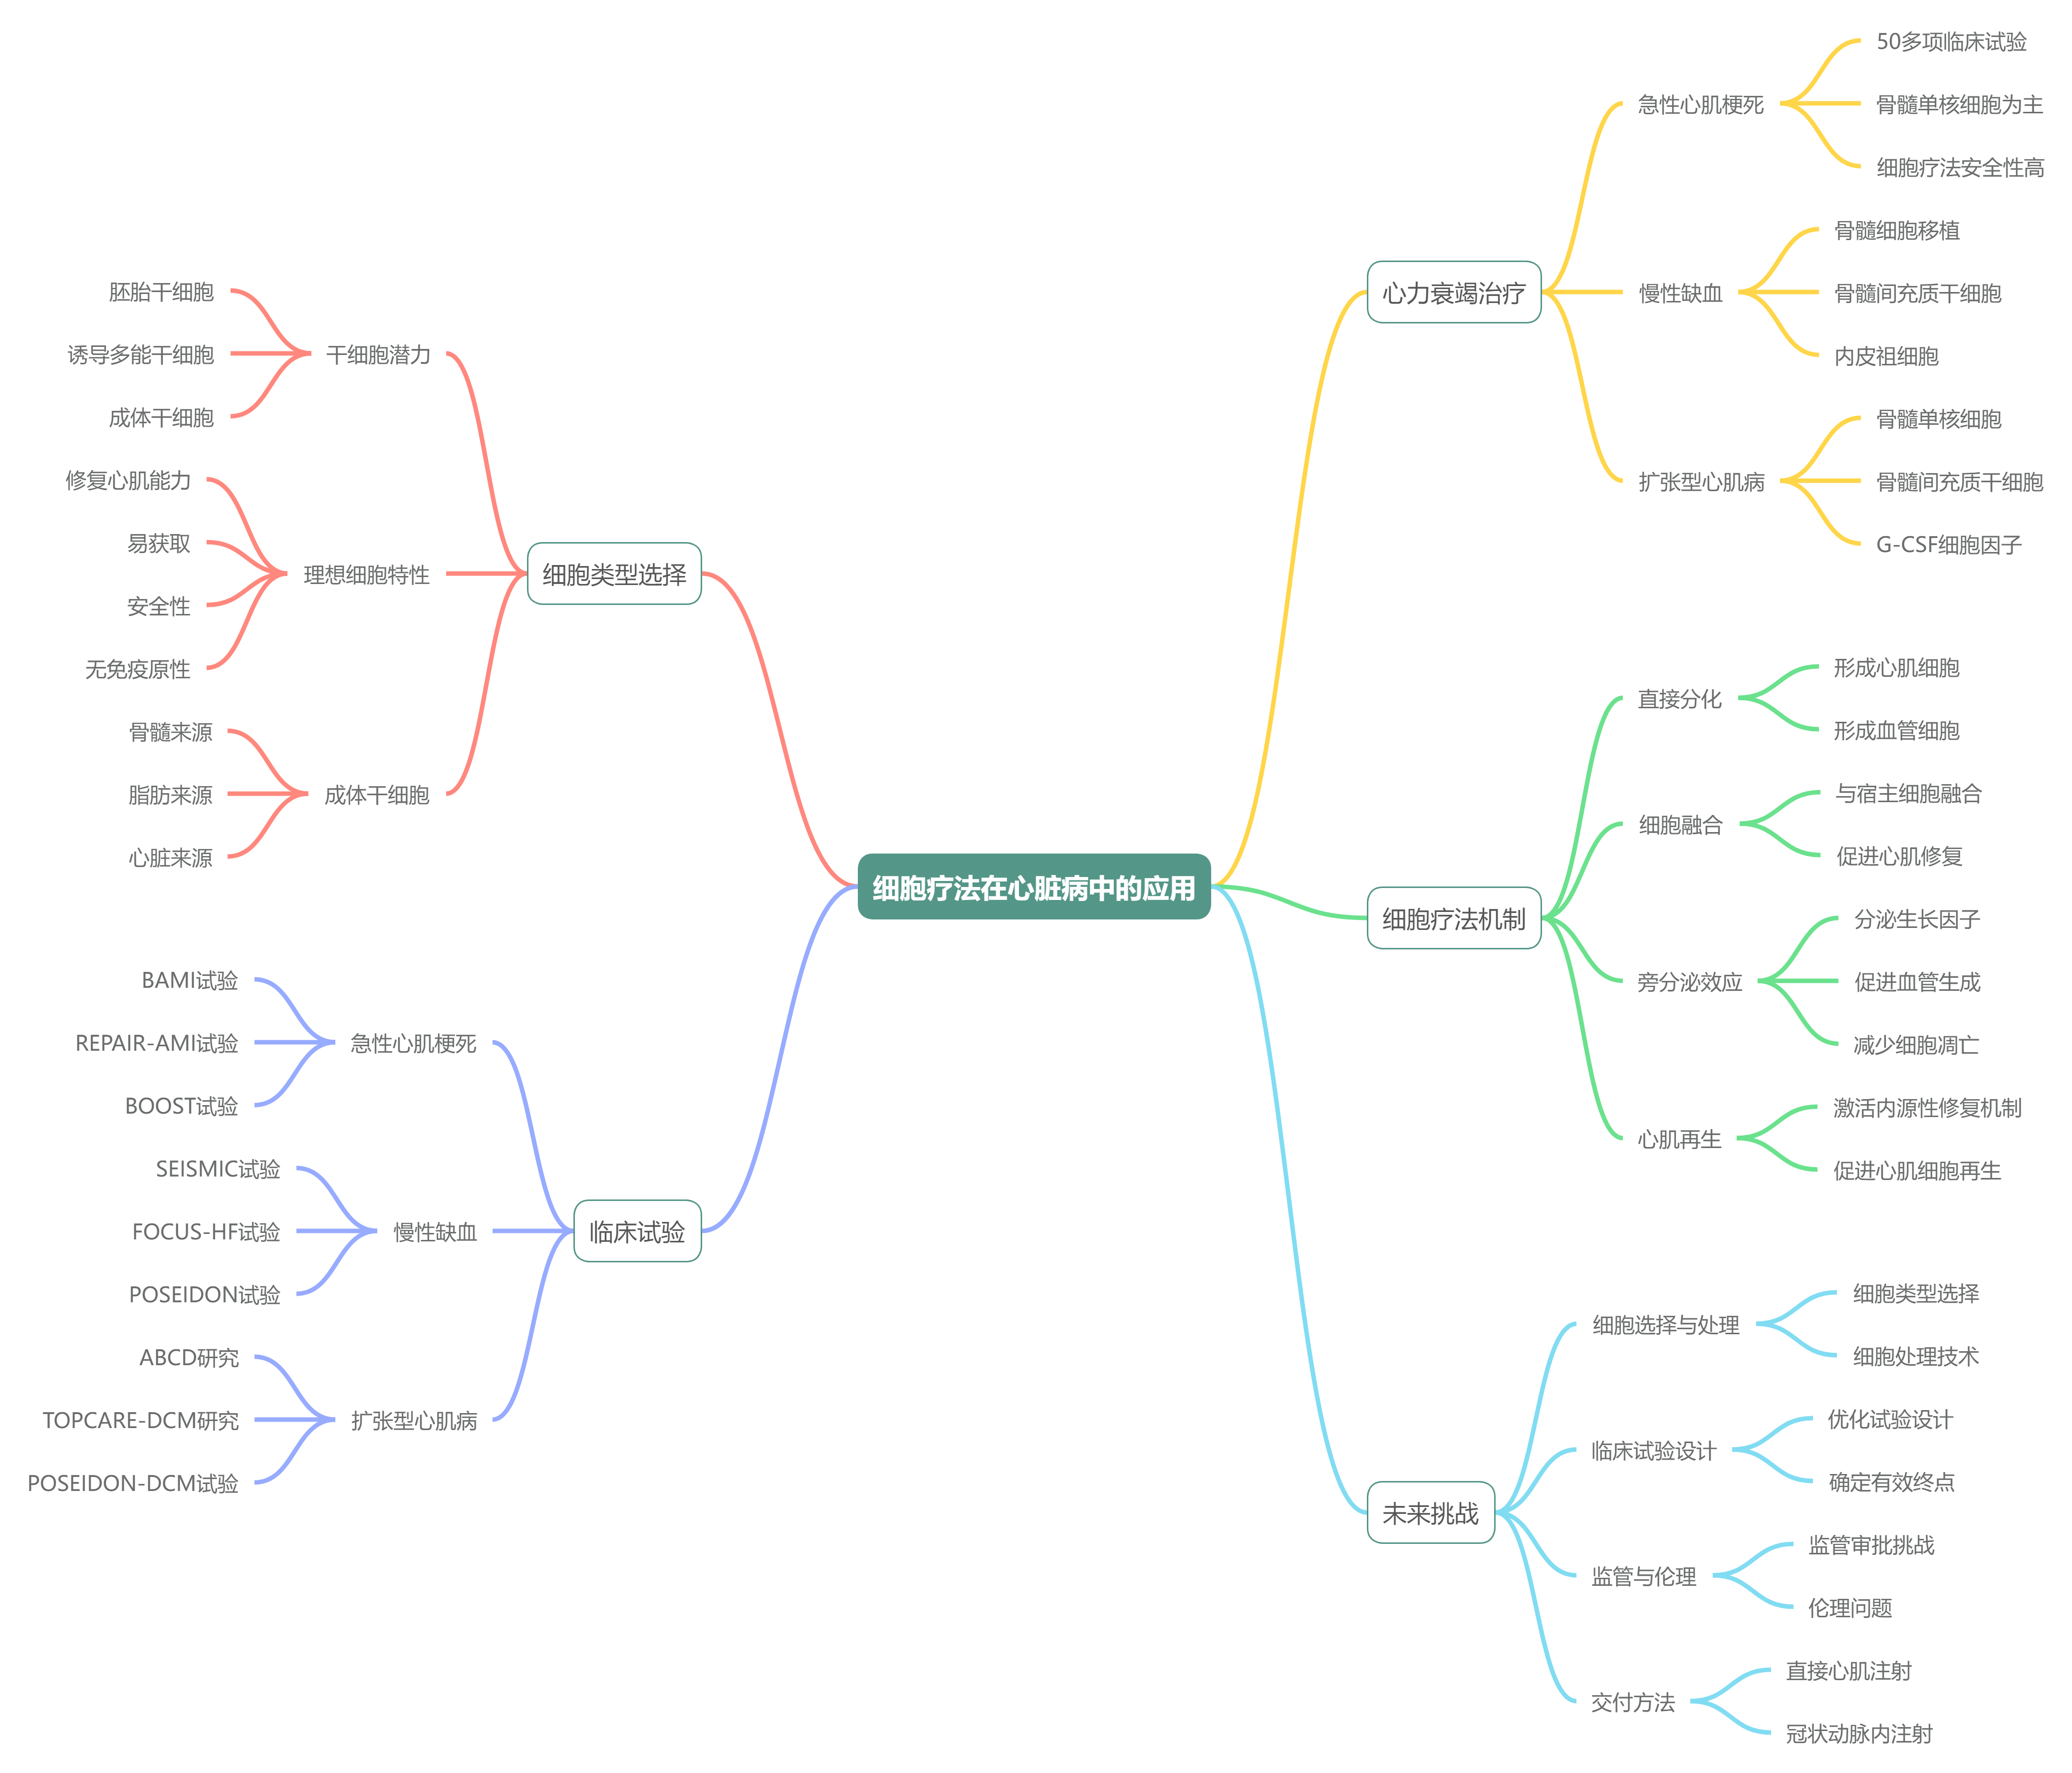 细胞疗法在心脏病中的应用
心力衰竭治疗
急性心肌梗死
50多项临床试验
骨髓单核细胞为主
细胞疗法安全性高
慢性缺血
骨髓细胞移植
骨髓间充质干细胞
内皮祖细胞
扩张型心肌病
骨髓单核细胞
骨髓间充质干细胞
G-CSF细胞因子
细胞疗法机制
直接分化
形成心肌细胞
形成血管细胞
细胞融合
与宿主细胞融合
促进心肌修复
旁分泌效应
分泌生长因子
促进血管生成
减少细胞凋亡
心肌再生
激活内源性修复机制
促进心肌细胞再生
未来挑战
细胞选择与处理
细胞类型选择
细胞处理技术
临床试验设计
优化试验设计
确定有效终点
监管与伦理
监管审批挑战
伦理问题
交付方法
直接心肌注射
冠状动脉内注射
细胞类型选择
干细胞潜力
胚胎干细胞
诱导多能干细胞
成体干细胞
理想细胞特性
修复心肌能力
易获取
安全性
无免疫原性
成体干细胞
骨髓来源
脂肪来源
心脏来源
临床试验
急性心肌梗死
BAMI试验
REPAIR-AMI试验
BOOST试验
慢性缺血
SEISMIC试验
FOCUS-HF试验
POSEIDON试验
扩张型心肌病
ABCD研究
TOPCARE-DCM研究
POSEIDON-DCM试验